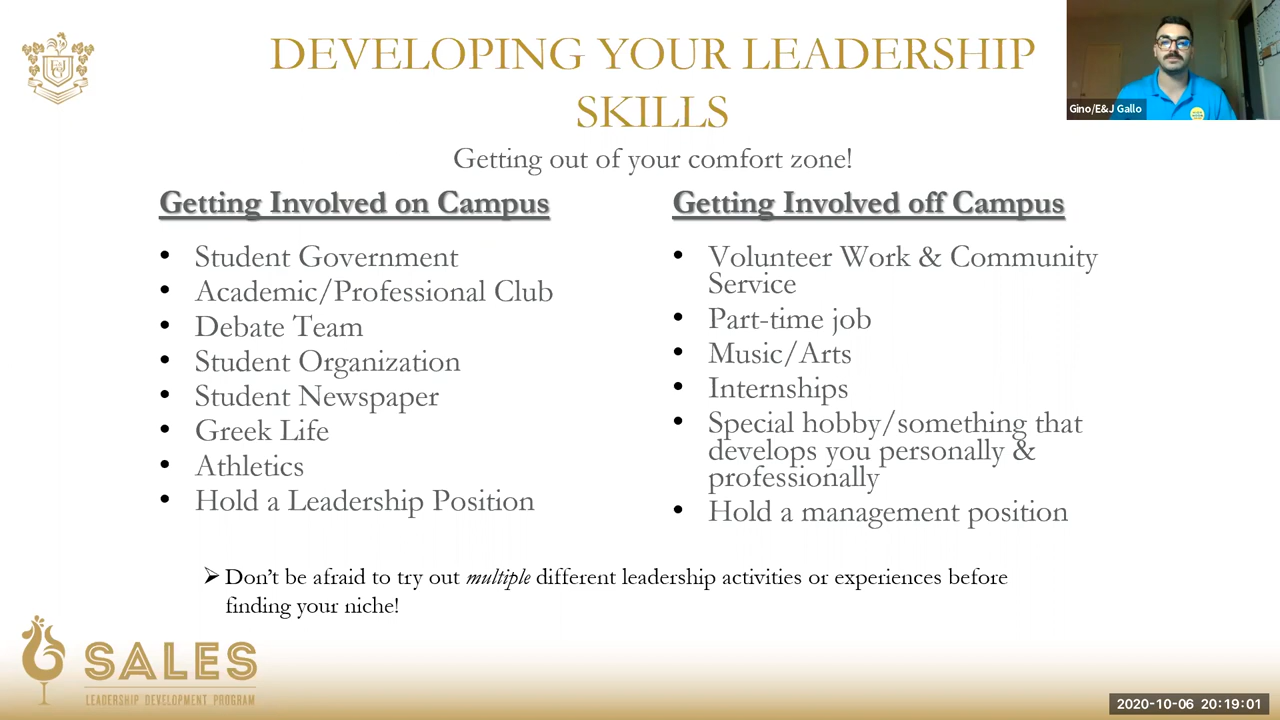 DEVELOPING YOUR LEADERSHIP
SKILLS
Getting out of your comfort zone!
Gino/E&J Gallo
Getting Involved on Campus
• Student Government
• Academic/Professional Club
• Debate Team
• Student Organization
• Student Newspaper
• Greek Life
• Athletics
• Hold a Leadership Position
Getting Involved off Campus
• Volunteer Work & Community
Service
• Part-time job
• Music/Arts
• Internships
• Special hobby/something that
develops you personally &
professionally
• Hold a management position
➢ Don't be afraid to try out multiple different leadership activities or experiences before
finding your niche!
SALES
LEADERSHIP DEVELOPMENT PROGRAM
2020-10-06 20:19:01